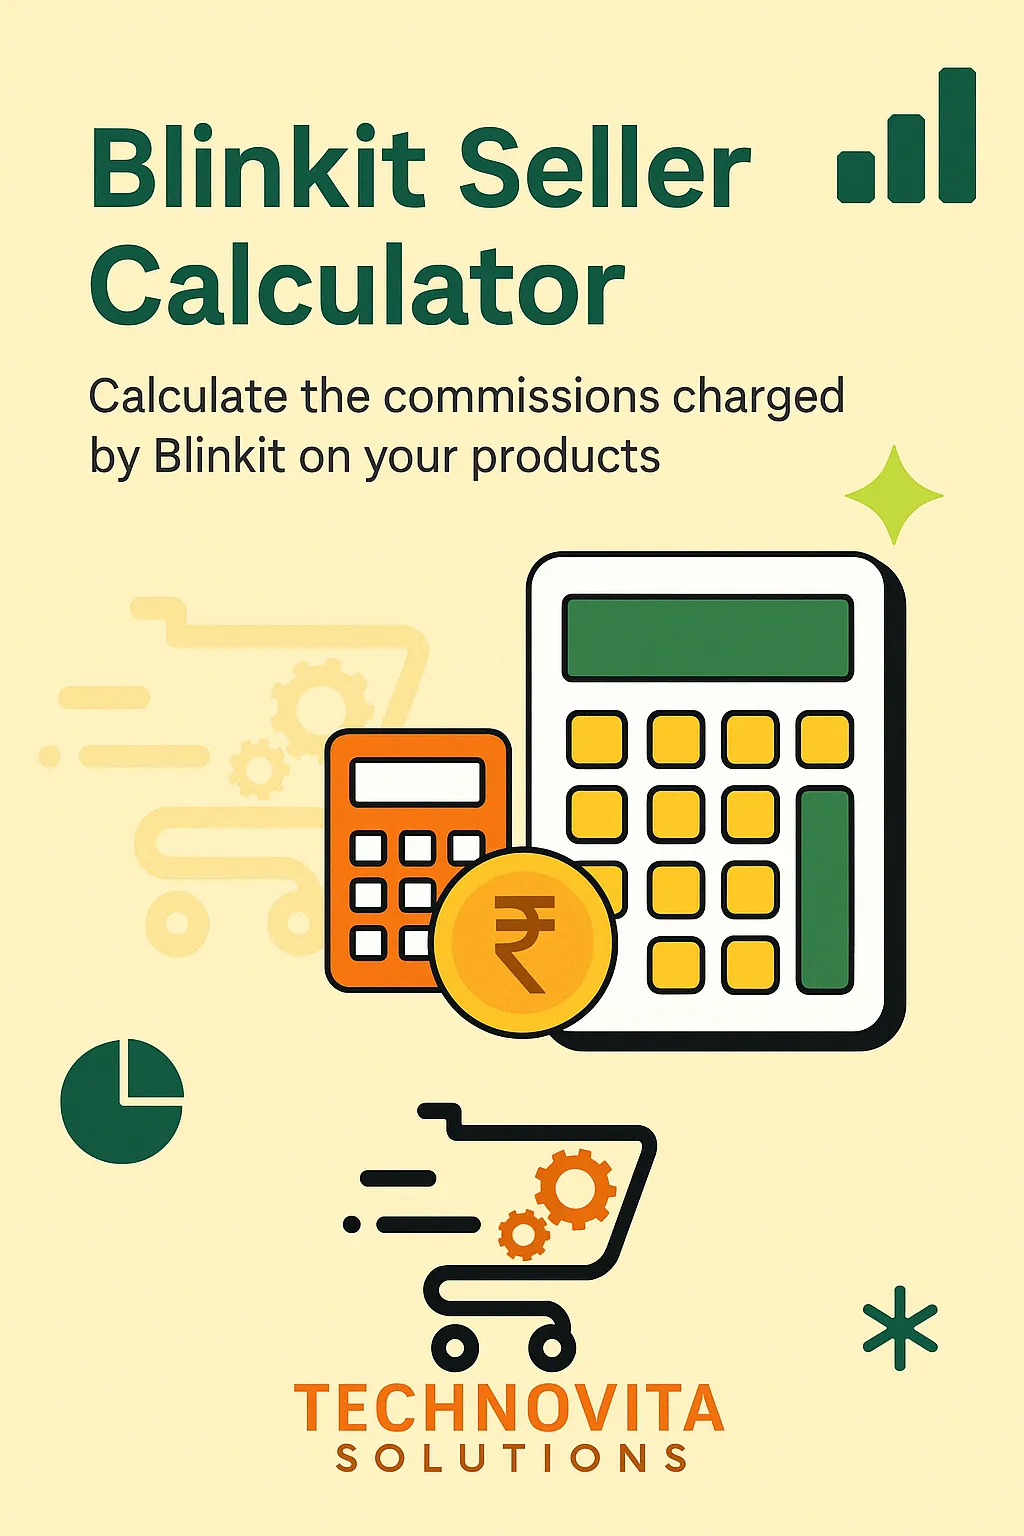 Blinkit Seller
Calculator
Calculate the commissions charged
by Blinkit on your products
₹
TECHNOVITA
SOLUTIONS